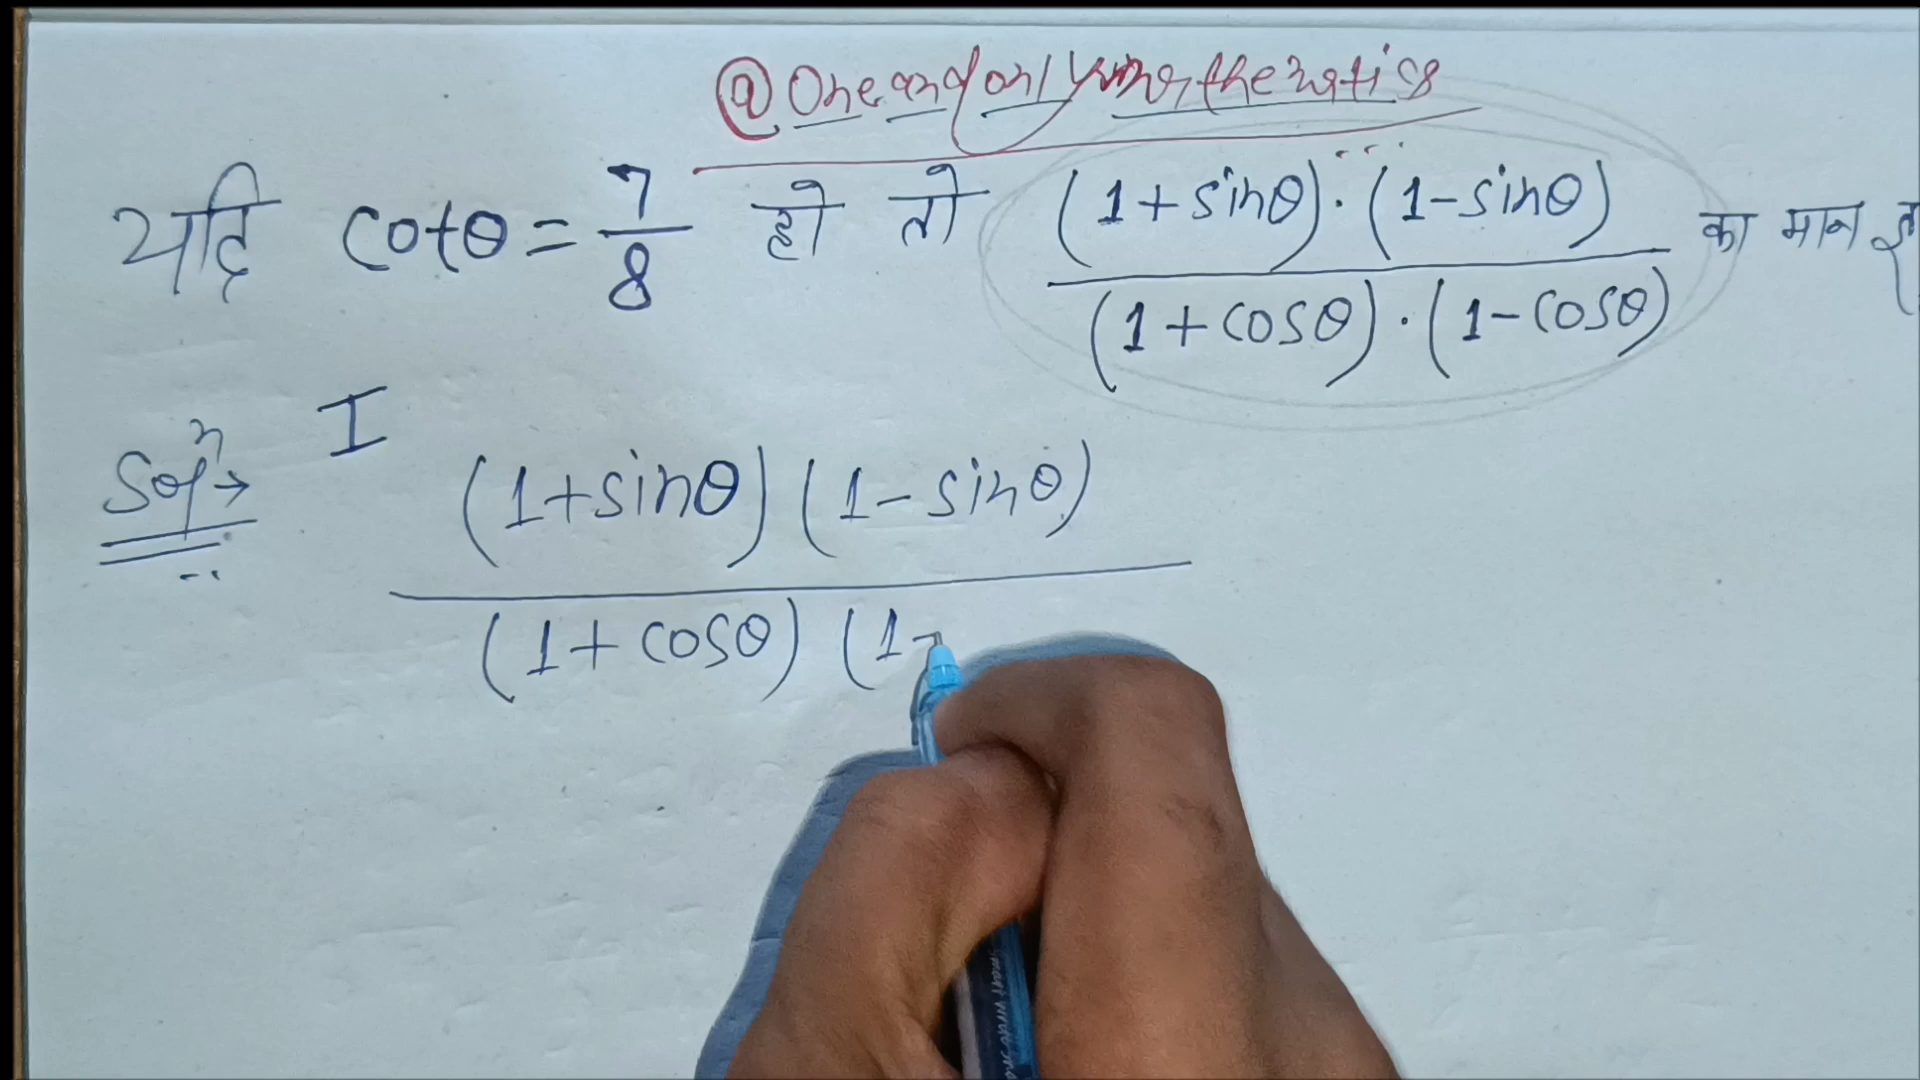 @Oneandonlymathematics
यदि cotθ = 7/8 हो तो (1+sinθ)·(1-sinθ) / (1+cosθ)·(1-cosθ) का मान
Solⁿ→ I (1+sinθ)(1-sinθ) / (1+cosθ)(1-